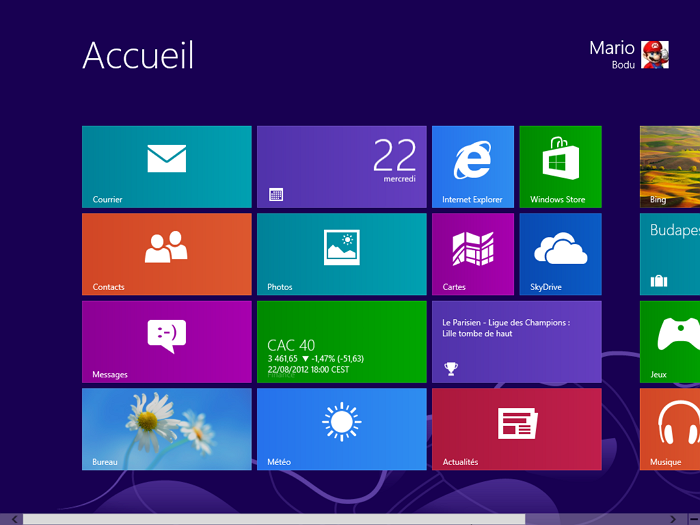 Accueil
Mario
Bodu
Courrier
22
mercredi
Internet Explorer
Windows Store
Bing
Contacts
Photos
Cartes
SkyDrive
Budapes
Messages
CAC 40
3 461,65 ▼ -1,47% (-51,63)
22/08/2012 18:00 CEST
Le Parisien - Ligue des Champions :
Lille tombe de haut
Jeux
Bureau
Météo
Actualités
Musique